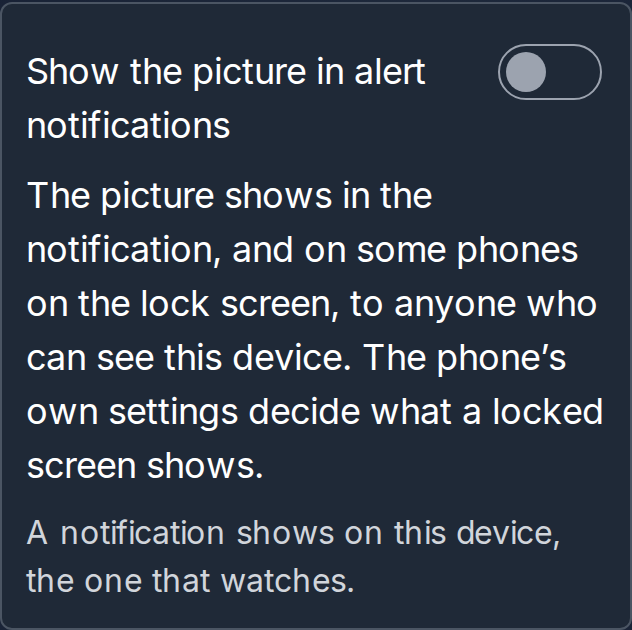 Show the picture in alert
notifications
The picture shows in the
notification, and on some phones
on the lock screen, to anyone who
can see this device. The phone’s
own settings decide what a locked
screen shows.
A notification shows on this device,
the one that watches.